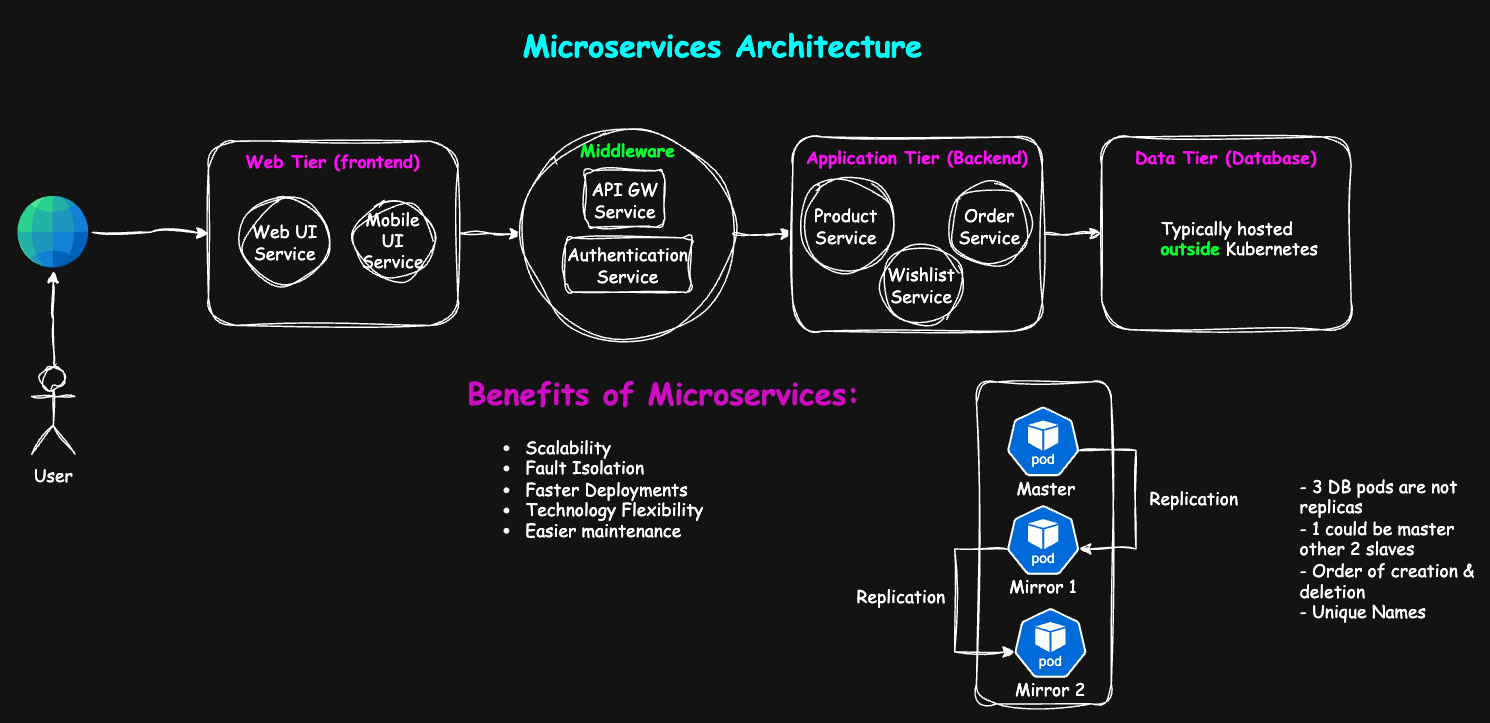 Microservices Architecture
Web Tier (frontend)
Web UI
Service
Mobile
UI
Service
Middleware
API GW
Service
Authentication
Service
Application Tier (Backend)
Product
Service
Order
Service
Wishlist
Service
Data Tier (Database)
Typically hosted
outside Kubernetes
User
Benefits of Microservices:
• Scalability
• Fault Isolation
• Faster Deployments
• Technology Flexibility
• Easier maintenance
pod
Master
Replication
pod
Mirror 1
Replication
pod
Mirror 2
- 3 DB pods are not
replicas
- 1 could be master
other 2 slaves
- Order of creation &
deletion
- Unique Names